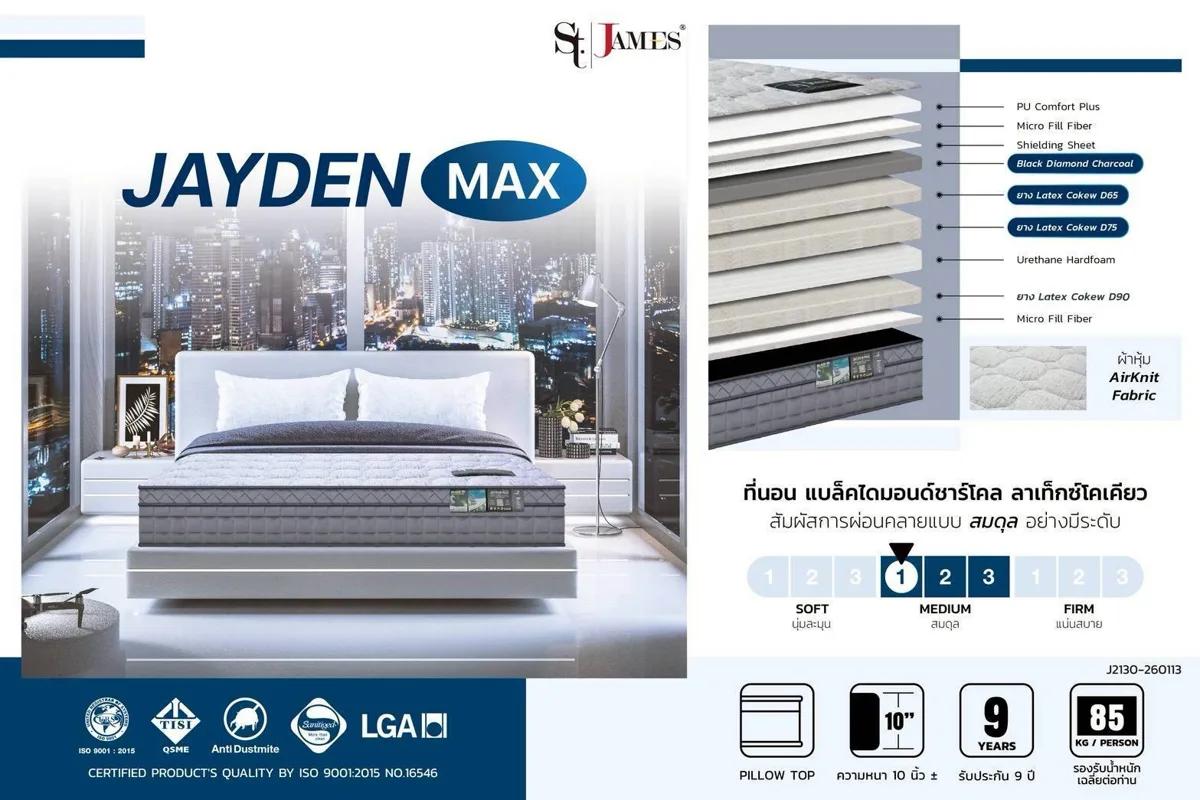 St. JAMES®
JAYDEN MAX
PU Comfort Plus
Micro Fill Fiber
Shielding Sheet
Black Diamond Charcoal
ยาง Latex Cokew D65
ยาง Latex Cokew D75
Urethane Hardfoam
ยาง Latex Cokew D90
Micro Fill Fiber
ผ้าหุ้ม
AirKnit
Fabric
ที่นอน แบล็คไดมอนด์ชาร์โคล ลาเท็กซ์โคเคียว
สัมผัสการผ่อนคลายแบบ สมดุล อย่างมีระดับ
1 2 3 1 2 3 1 2 3
SOFT MEDIUM FIRM
นุ่มละมุน สมดุล แน่นสบาย
J2130-260113
ISO 9001 : 2015
TISI
QSME
Anti Dustmite
Sanitized
LGA
CERTIFIED PRODUCT'S QUALITY BY ISO 9001:2015 NO.16546
PILLOW TOP
10”
ความหนา 10 นิ้ว ±
9
YEARS
รับประกัน 9 ปี
85
KG / PERSON
รองรับน้ำหนัก
เฉลี่ยต่อท่าน